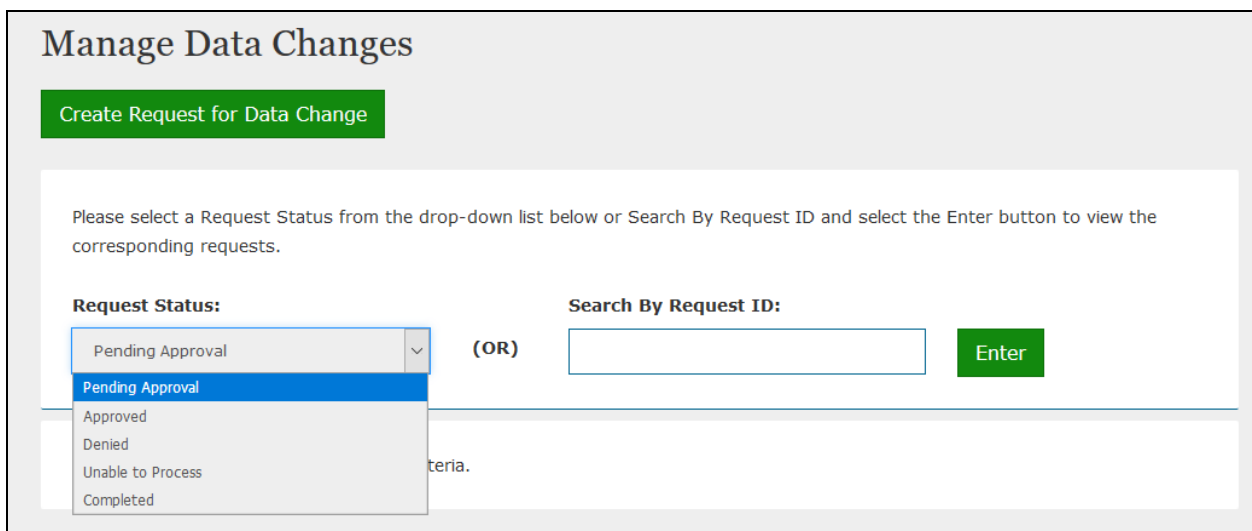 Manage Data Changes
Create Request for Data Change
Please select a Request Status from the drop-down list below or Search By Request ID and select the Enter button to view the
corresponding requests.
Request Status:
Search By Request ID:
Pending Approval
(OR)
Enter
Pending Approval
Approved
Denied
Unable to Process
Completed
teria.